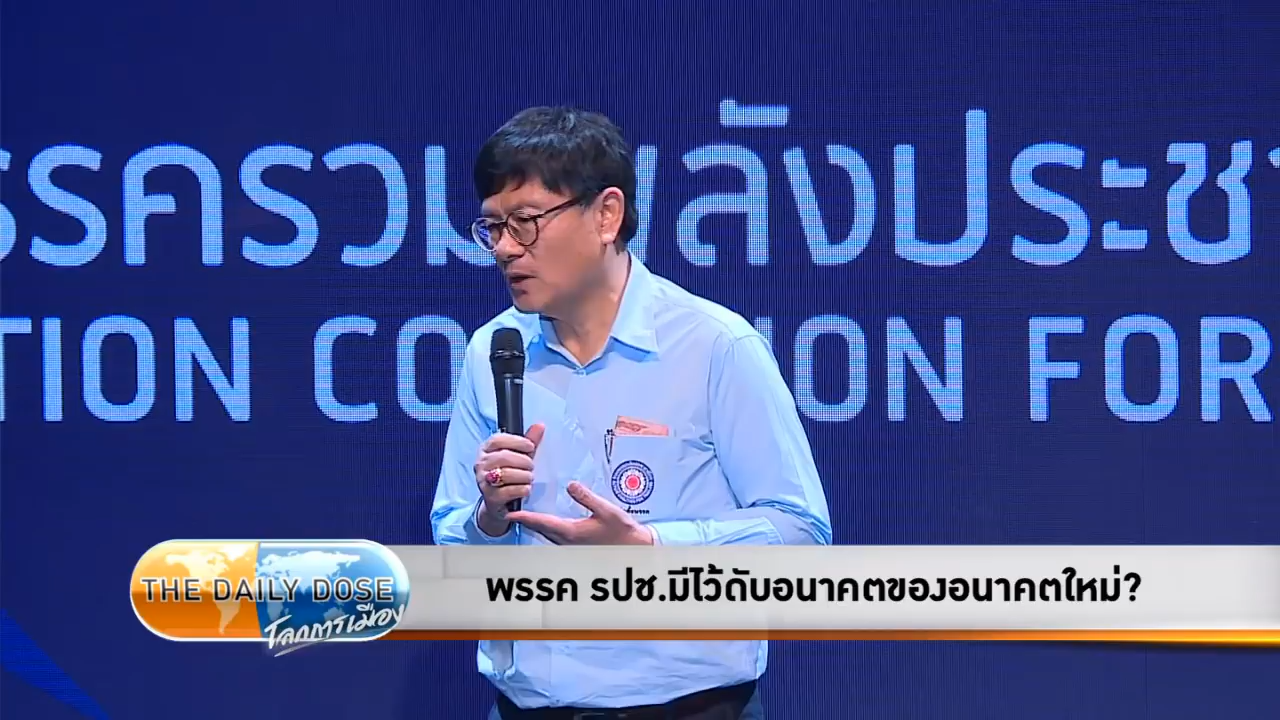 รรครวมพลังประชา
TION COALITION FOR
THE DAILY DOSE
โลกการเมือง
พรรค รปช.มีไว้ดับอนาคตของอนาคตใหม่?